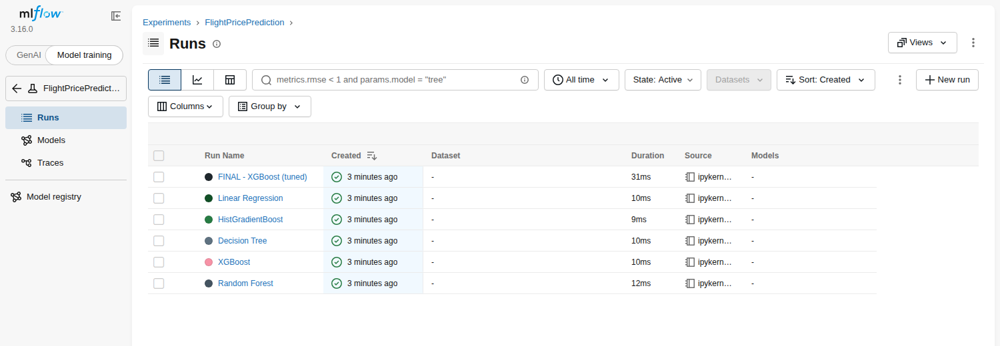 mlflow
3.16.0
GenAI
Model training
FlightPricePredict…
Runs
Models
Traces
Model registry
Experiments > FlightPricePrediction >
Runs
Views
metrics.rmse < 1 and params.model = "tree"
All time
State: Active
Datasets
Sort: Created
New run
Columns
Group by
Run Name Created Dataset Duration Source Models
FINAL - XGBoost (tuned) 3 minutes ago - 31ms ipykern… -
Linear Regression 3 minutes ago - 10ms ipykern… -
HistGradientBoost 3 minutes ago - 9ms ipykern… -
Decision Tree 3 minutes ago - 10ms ipykern… -
XGBoost 3 minutes ago - 10ms ipykern… -
Random Forest 3 minutes ago - 12ms ipykern… -